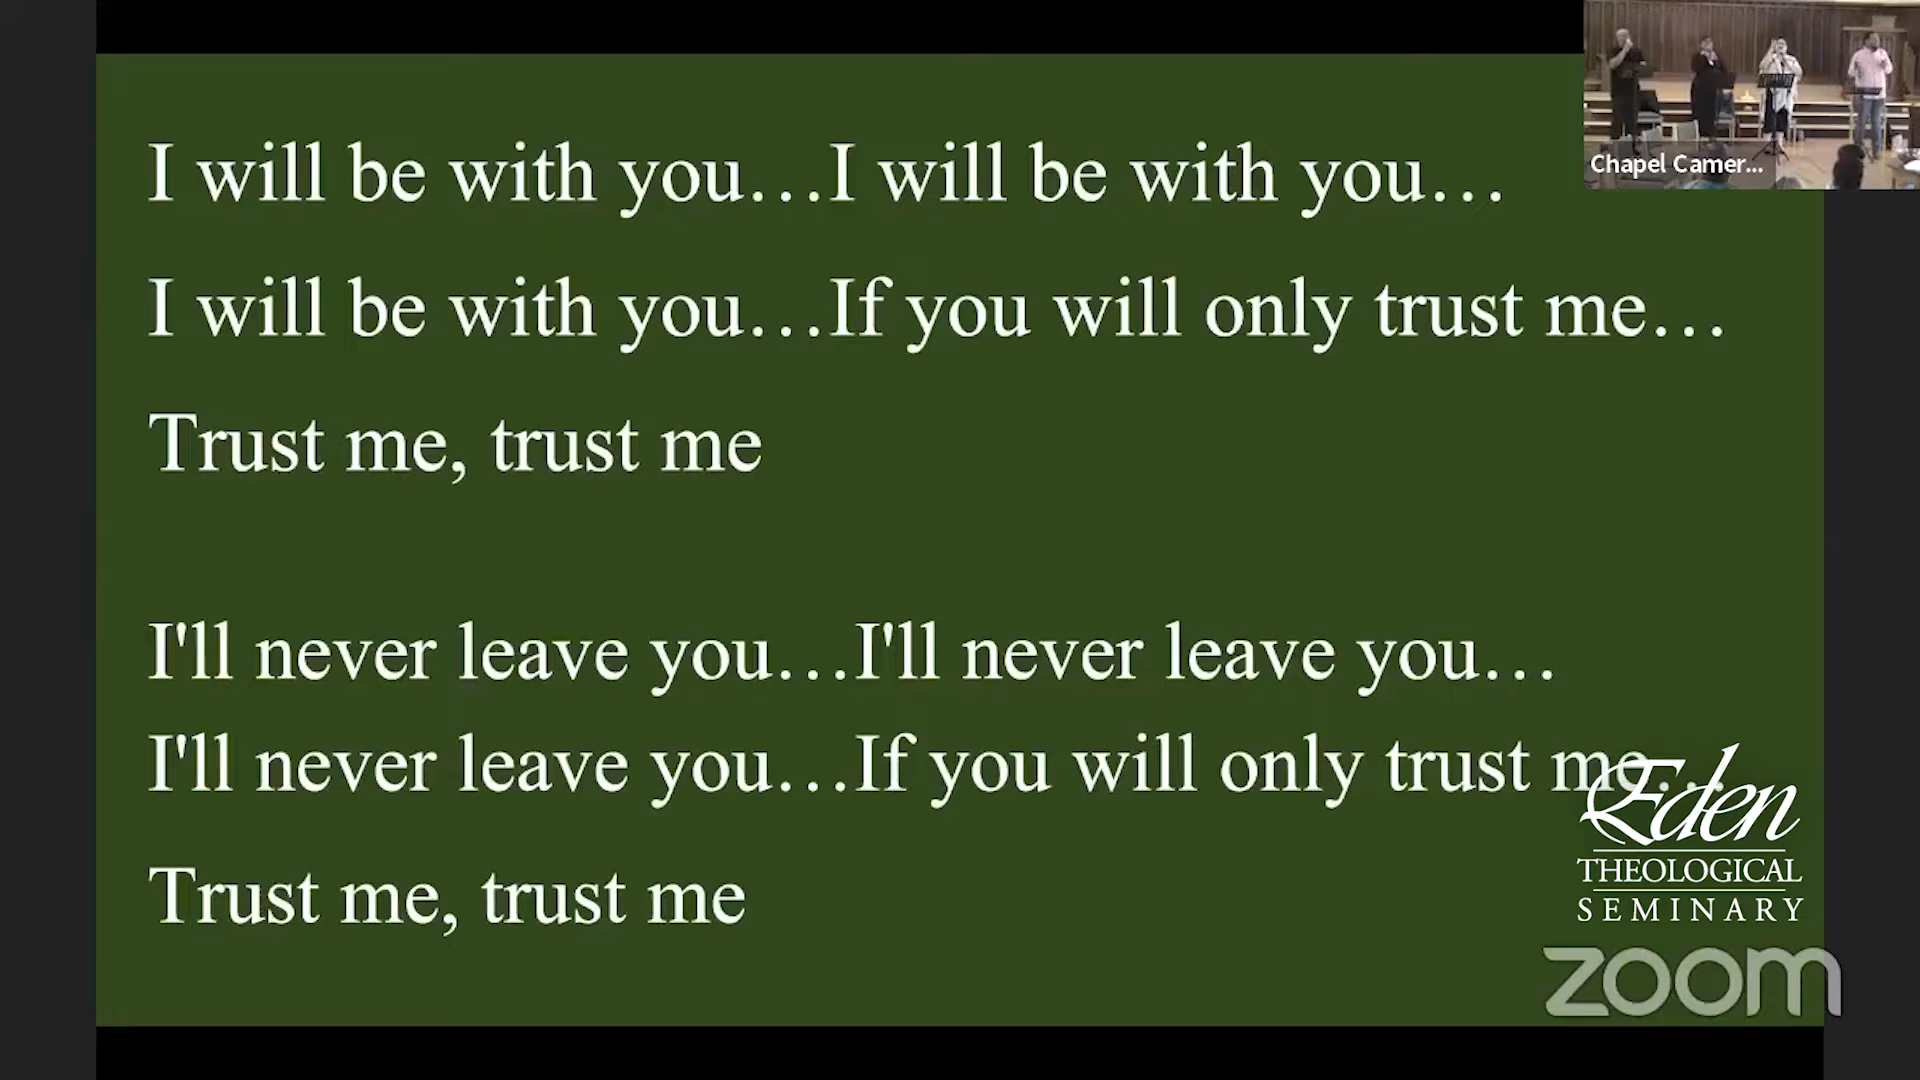 I will be with you…I will be with you…
I will be with you…If you will only trust me…
Trust me, trust me
I'll never leave you…I'll never leave you…
I'll never leave you…If you will only trust me…
Trust me, trust me
Chapel Camer...
Eden
THEOLOGICAL
SEMINARY
zoom